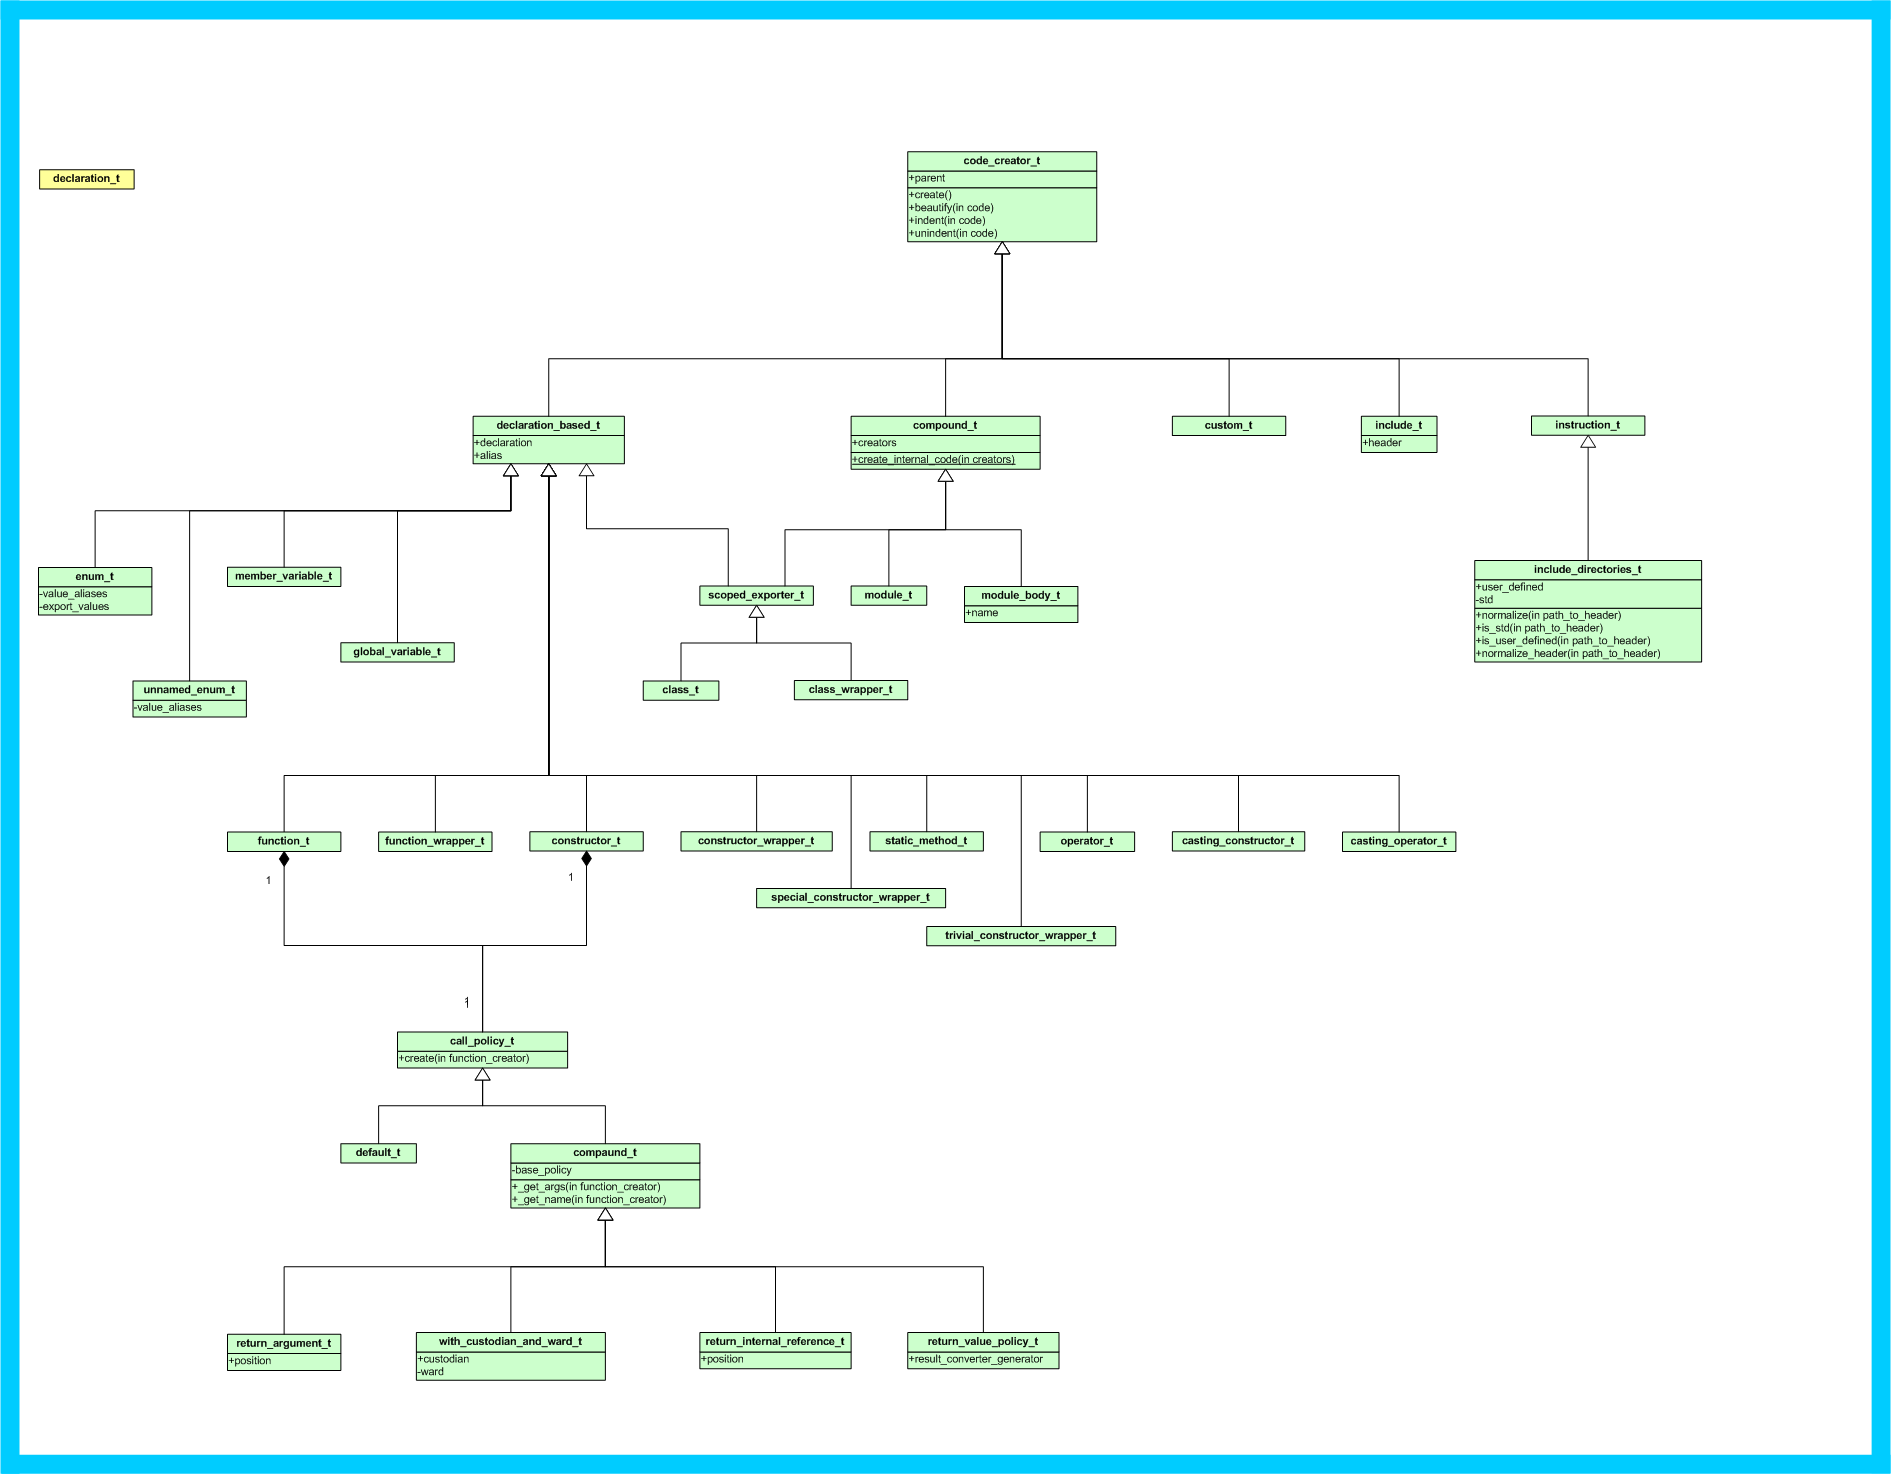 declaration_t
code_creator_t
+parent
+create()
+beautify(in code)
+indent(in code)
+unindent(in code)
declaration_based_t
+declaration
+alias
compound_t
+creators
+create_internal_code(in creators)
custom_t
include_t
+header
instruction_t
enum_t
-value_aliases
-export_values
member_variable_t
global_variable_t
unnamed_enum_t
-value_aliases
scoped_exporter_t
module_t
module_body_t
+name
class_t
class_wrapper_t
include_directories_t
+user_defined
-std
+normalize(in path_to_header)
+is_std(in path_to_header)
+is_user_defined(in path_to_header)
+normalize_header(in path_to_header)
function_t
function_wrapper_t
constructor_t
constructor_wrapper_t
static_method_t
operator_t
casting_constructor_t
casting_operator_t
1
1
special_constructor_wrapper_t
trivial_constructor_wrapper_t
1
1
call_policy_t
+create(in function_creator)
default_t
compaund_t
-base_policy
+_get_args(in function_creator)
+_get_name(in function_creator)
return_argument_t
+position
with_custodian_and_ward_t
+custodian
-ward
return_internal_reference_t
+position
return_value_policy_t
+result_converter_generator